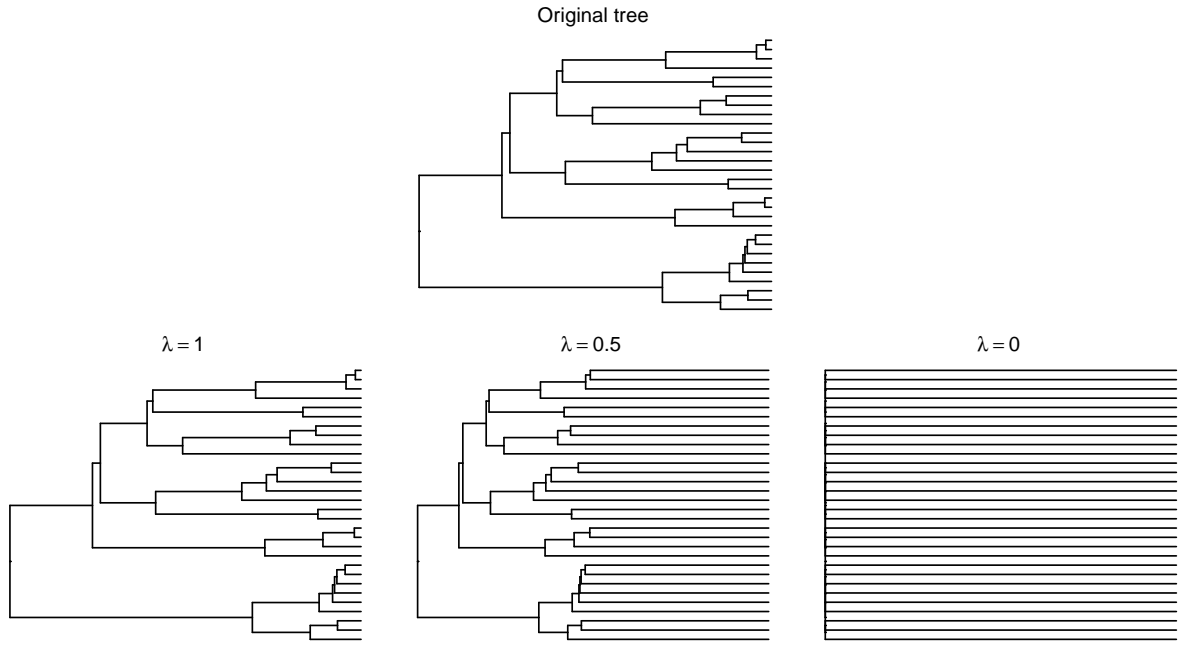 Original tree
λ = 1
λ = 0.5
λ = 0